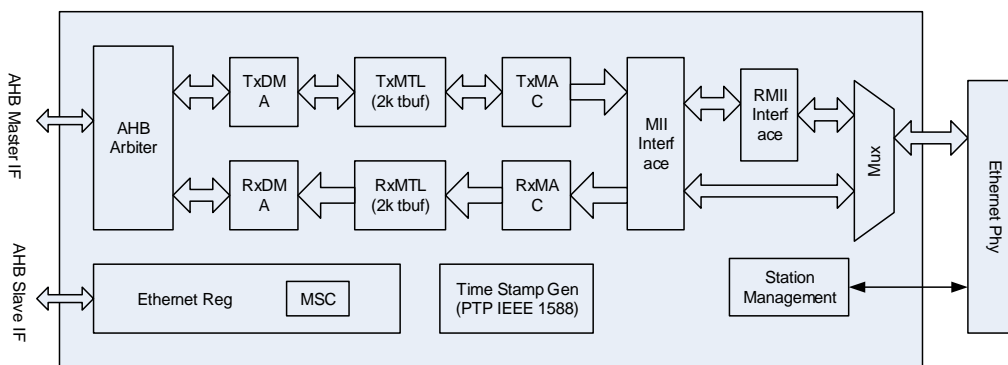 AHB Master IF
AHB Slave IF
AHB
Arbiter
TxDM
A
TxMTL
(2k tbuf)
TxMA
C
RxDM
A
RxMTL
(2k tbuf)
RxMA
C
MII
Interf
ace
RMII
Interf
ace
Mux
Ethernet Phy
Ethernet Reg
MSC
Time Stamp Gen
(PTP IEEE 1588)
Station
Management